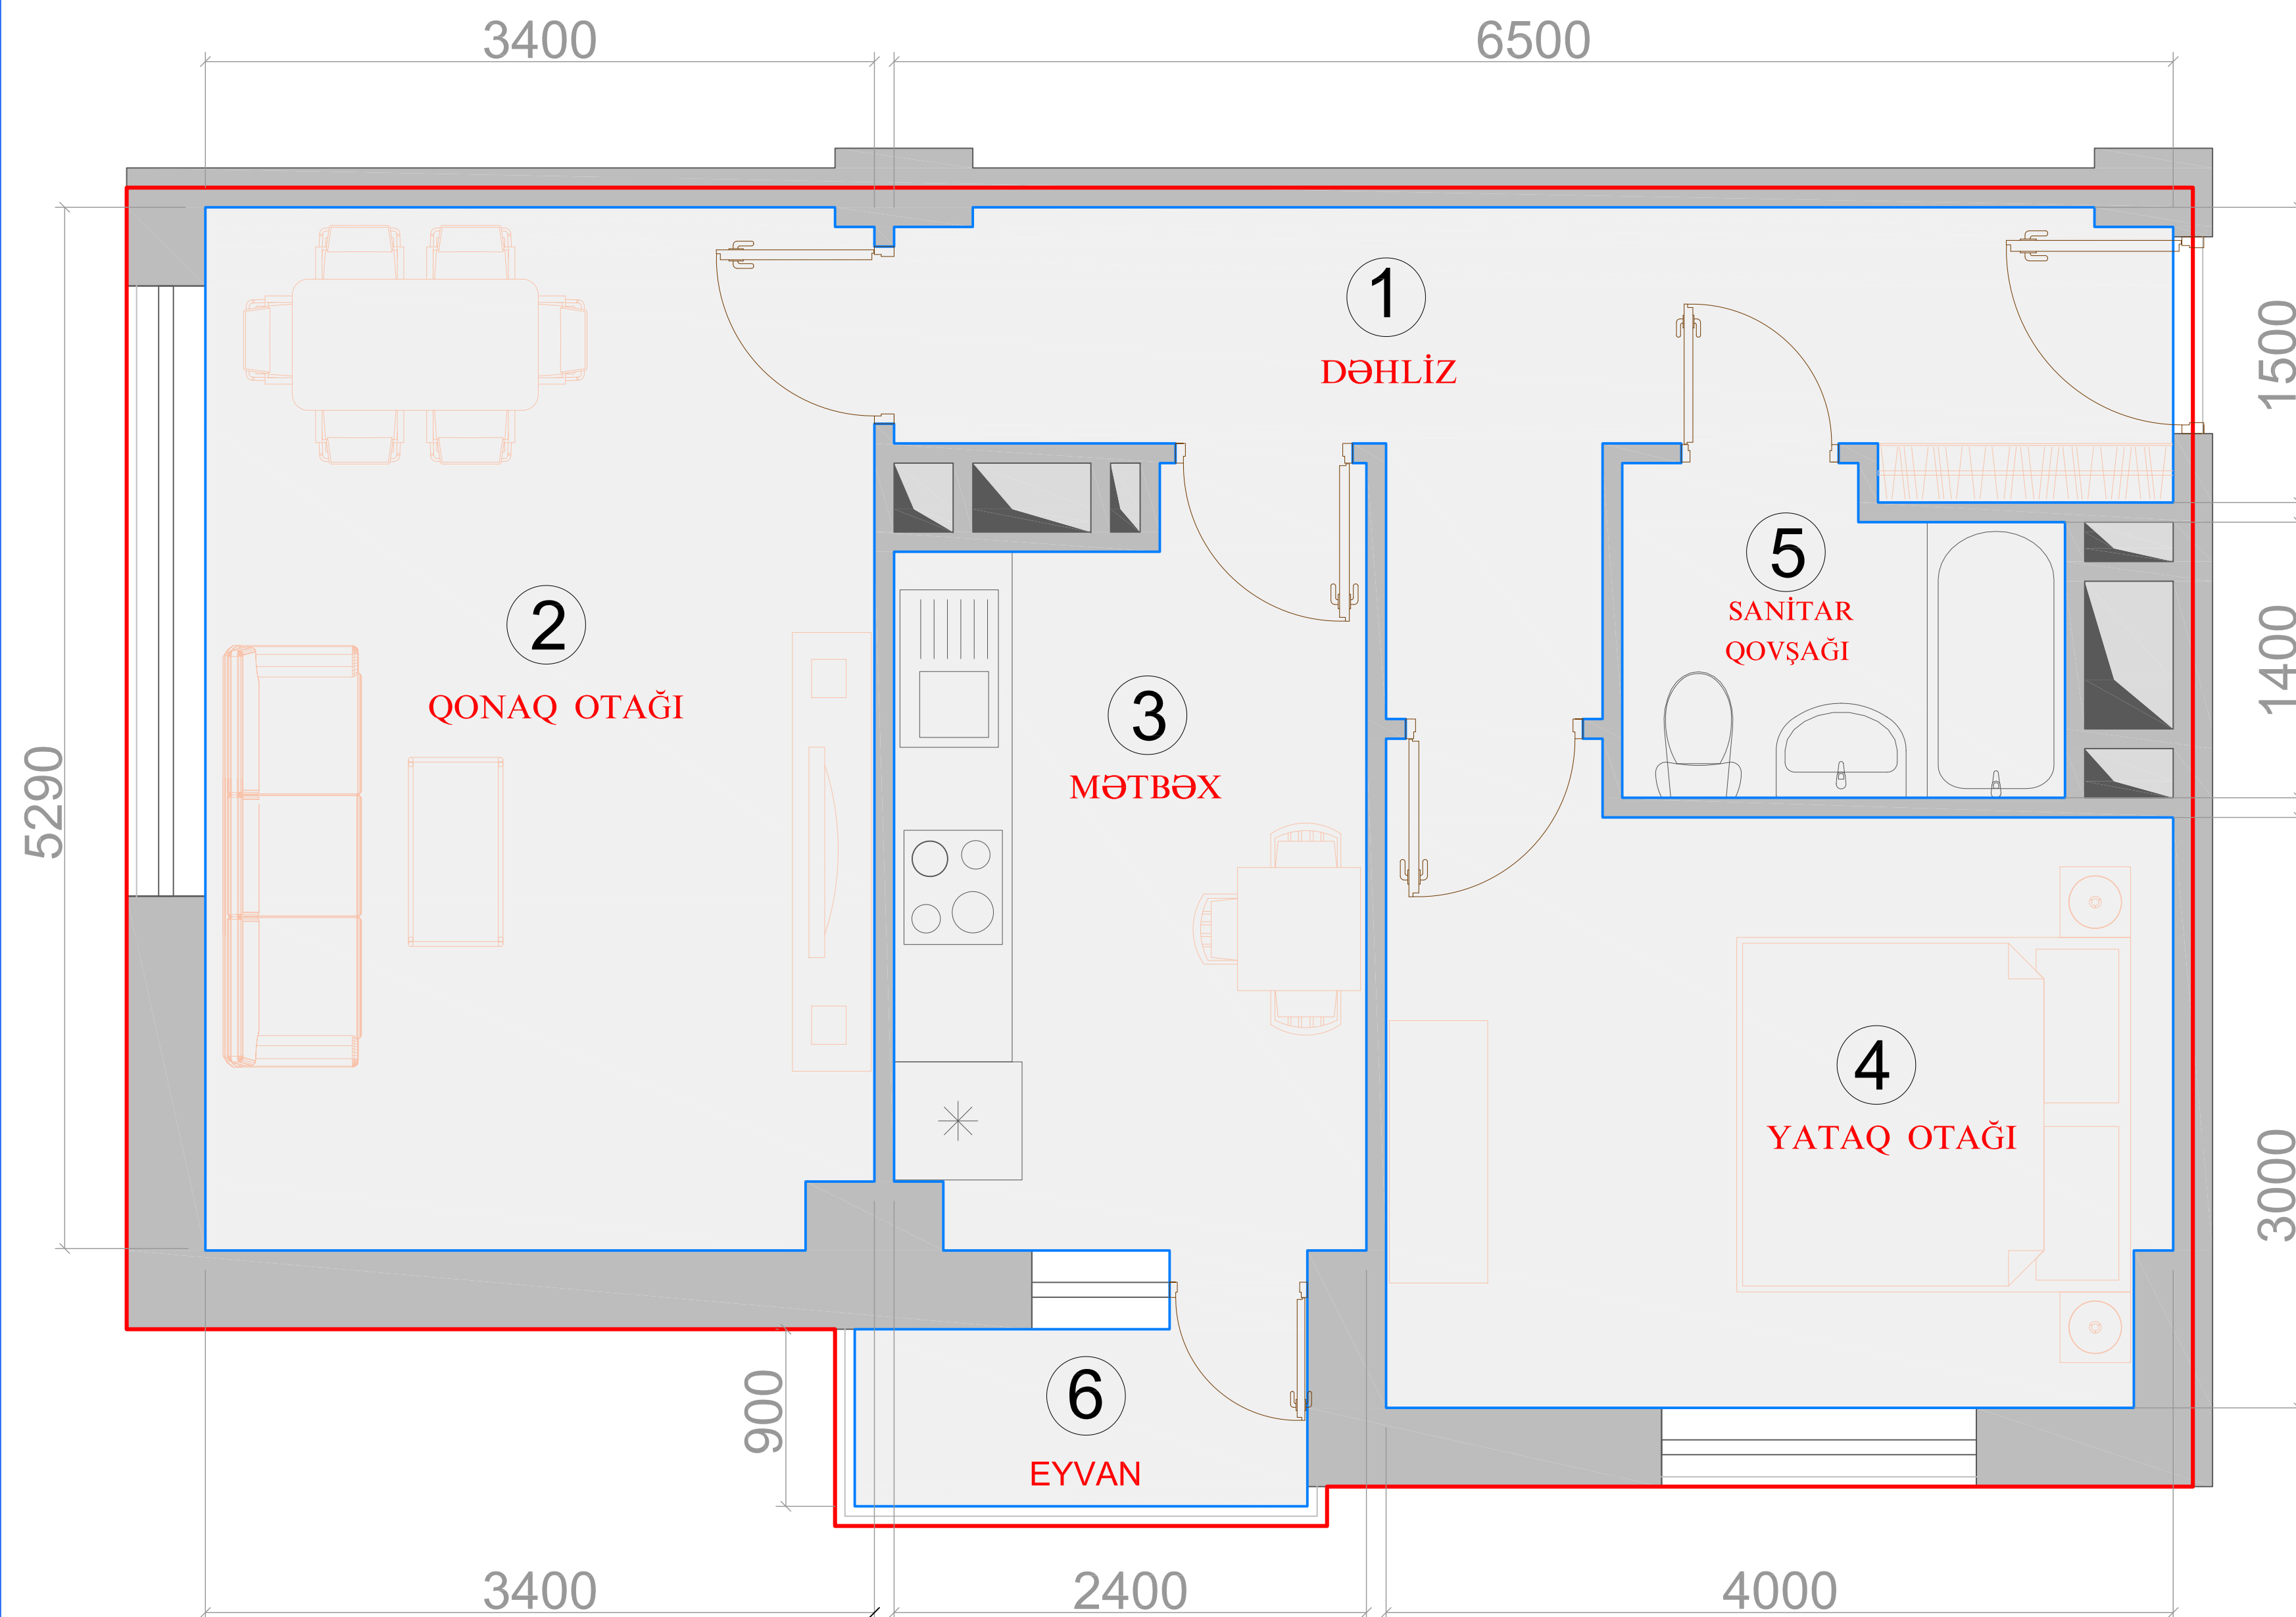 3400
6500
1
DƏHLİZ
1500
2
QONAQ OTAĞI
5
SANİTAR
QOVŞAĞI
1400
3
MƏTBƏX
5290
4
YATAQ OTAĞI
3000
6
EYVAN
900
3400
2400
4000